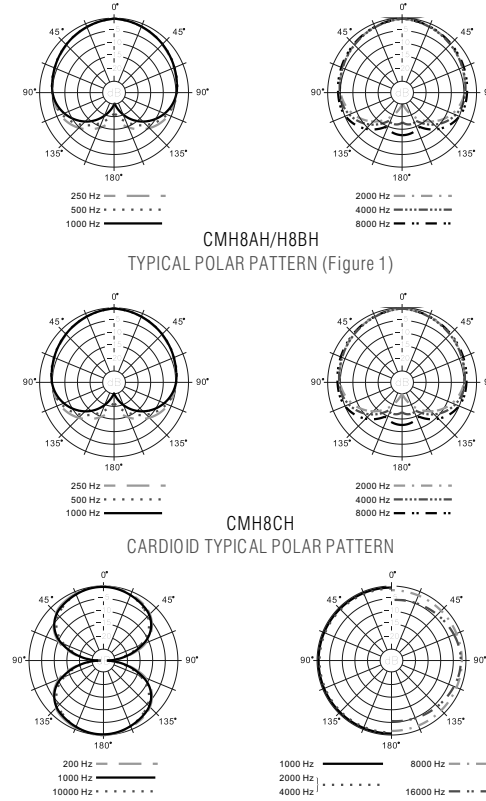 0°
0°
45° 45° 45° 45°
90° 90° 90° 90°
135° 135° 135° 135°
180° 180°
250 Hz 2000 Hz
500 Hz 4000 Hz
1000 Hz 8000 Hz
CMH8AH/H8BH
TYPICAL POLAR PATTERN (Figure 1)
0° 0°
45° 45° 45° 45°
90° 90° 90° 90°
135° 135° 135° 135°
180° 180°
250 Hz 2000 Hz
500 Hz 4000 Hz
1000 Hz 8000 Hz
CMH8CH
CARDIOID TYPICAL POLAR PATTERN
0° 0°
45° 45° 45° 45°
90° 90° 90° 90°
135° 135° 135° 135°
180° 180°
200 Hz 1000 Hz 8000 Hz
1000 Hz 2000 Hz
10000 Hz 4000 Hz 16000 Hz